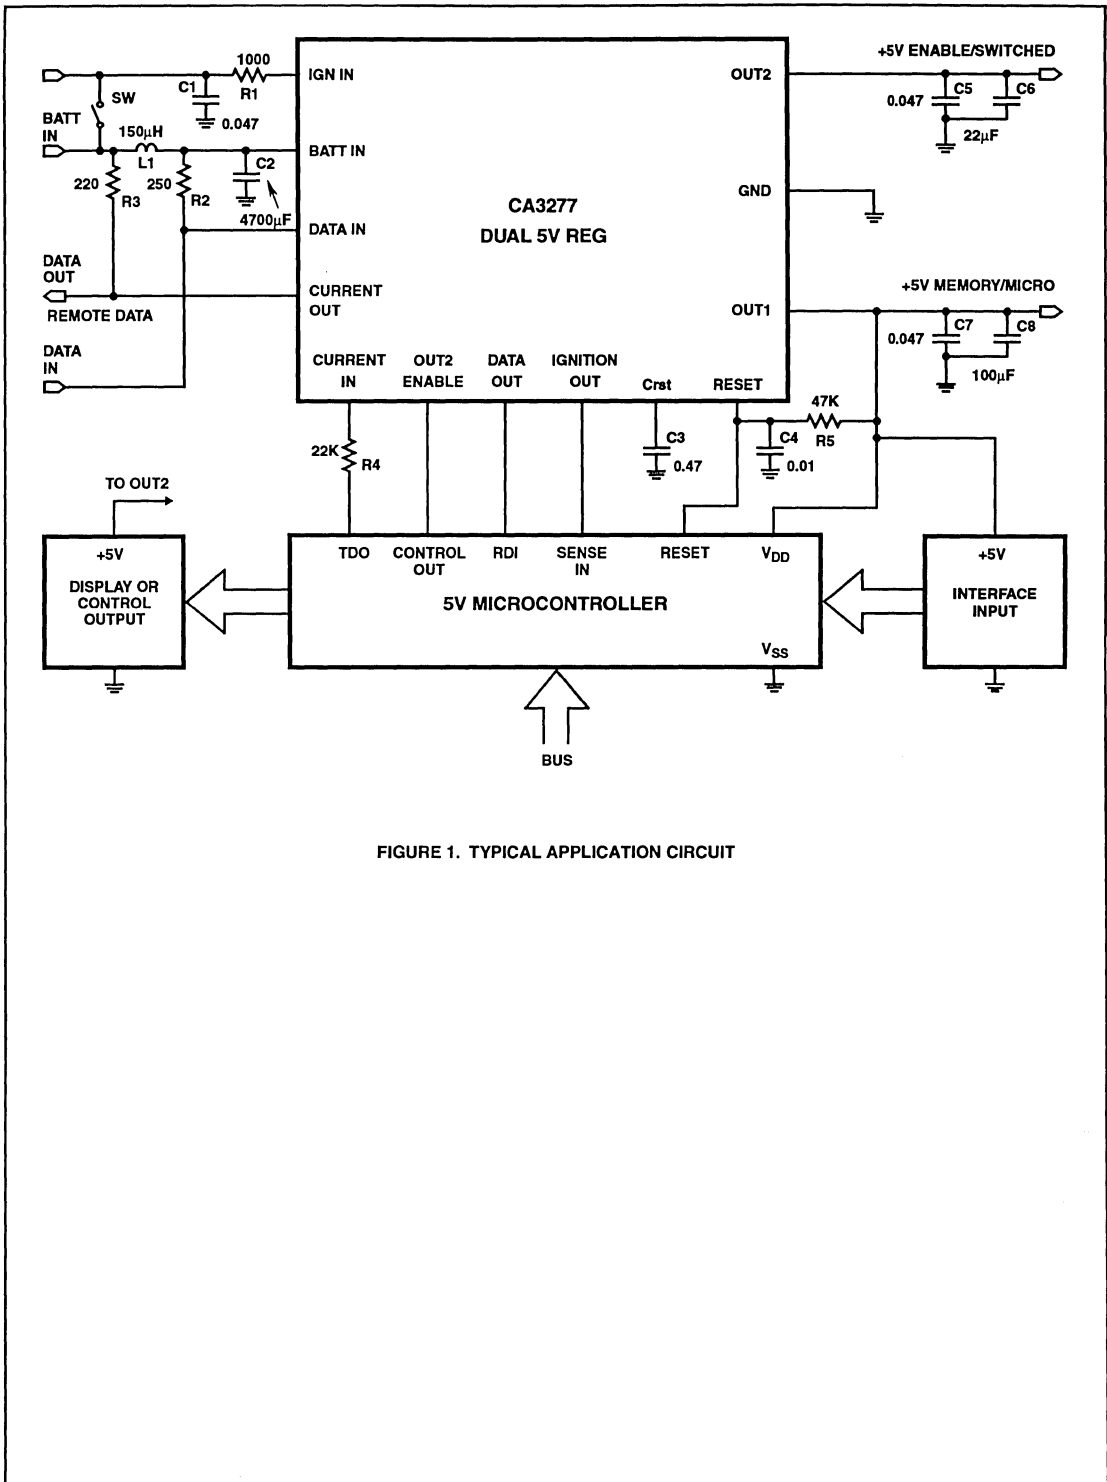 +5V ENABLE/SWITCHED
1000
IGN IN
OUT2
C1
R1
C5
C6
SW
0.047
0.047
BATT
IN
150μH
22μF
L1
BATT IN
C2
220
250
R3
R2
GND
CA3277
DUAL 5V REG
4700μF
DATA IN
DATA
OUT
CURRENT
OUT
+5V MEMORY/MICRO
REMOTE DATA
OUT1
C7
C8
0.047
DATA
IN
CURRENT
IN
OUT2
ENABLE
DATA
OUT
IGNITION
OUT
Crst
RESET
100μF
47K
22K
R4
C3
0.47
C4
0.01
R5
TO OUT2
+5V
DISPLAY OR
CONTROL
OUTPUT
TDO
CONTROL
OUT
RDI
SENSE
IN
RESET
VDD
5V MICROCONTROLLER
VSS
+5V
INTERFACE
INPUT
BUS
FIGURE 1. TYPICAL APPLICATION CIRCUIT